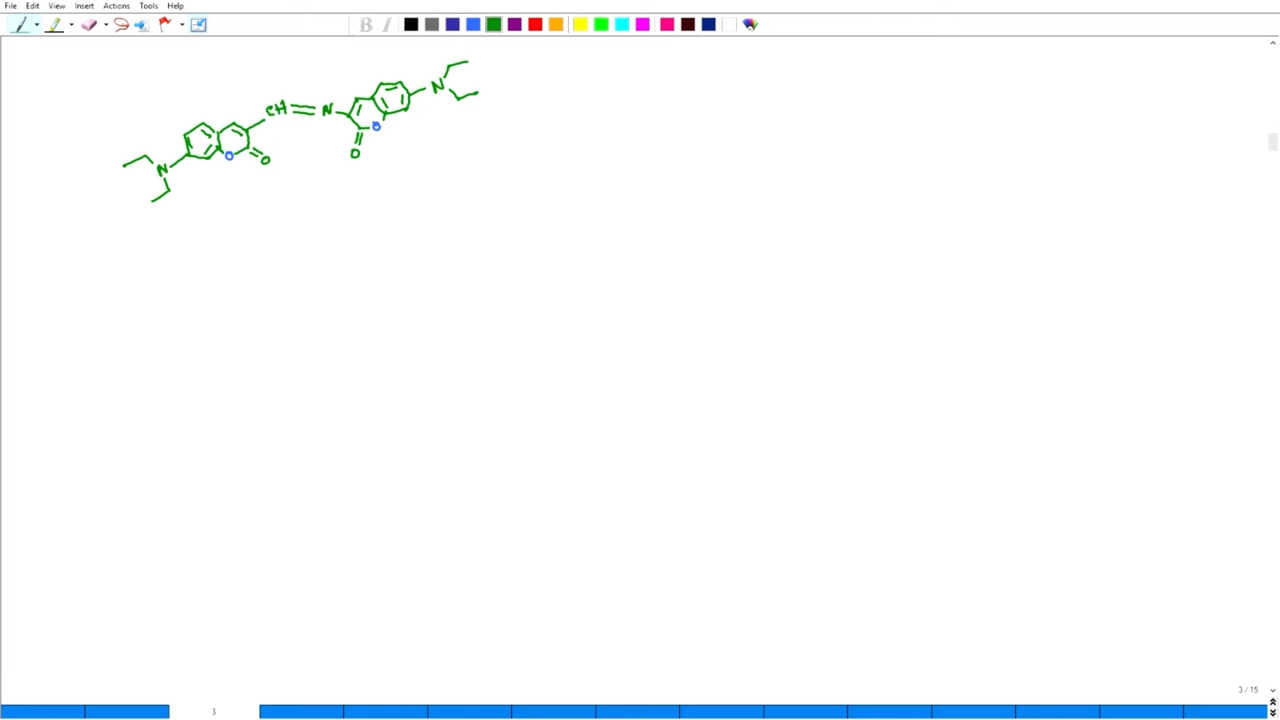 File Edit View Insert Actions Tools Help
B I
N
CH = N
N
O O
O O
N
3 / 15
3